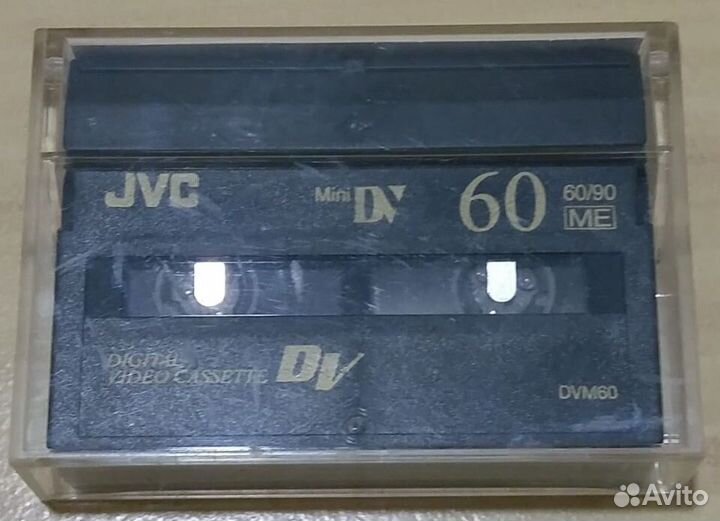 JVC
Mini DV
60
60/90
ME
DIGITAL
VIDEO CASSETTE
DV
DVM60
Avito